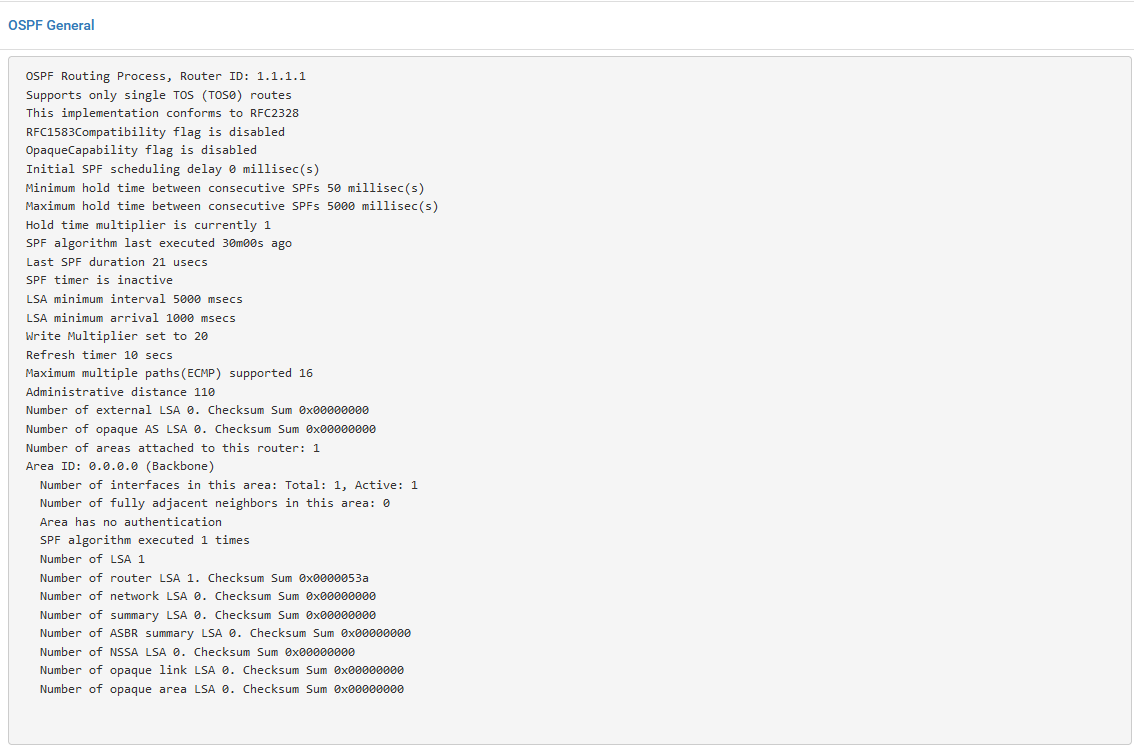 OSPF General
OSPF Routing Process, Router ID: 1.1.1.1
Supports only single TOS (TOS0) routes
This implementation conforms to RFC2328
RFC1583Compatibility flag is disabled
OpaqueCapability flag is disabled
Initial SPF scheduling delay 0 millisec(s)
Minimum hold time between consecutive SPFs 50 millisec(s)
Maximum hold time between consecutive SPFs 5000 millisec(s)
Hold time multiplier is currently 1
SPF algorithm last executed 30m00s ago
Last SPF duration 21 usecs
SPF timer is inactive
LSA minimum interval 5000 msecs
LSA minimum arrival 1000 msecs
Write Multiplier set to 20
Refresh timer 10 secs
Maximum multiple paths(ECMP) supported 16
Administrative distance 110
Number of external LSA 0. Checksum Sum 0x00000000
Number of opaque AS LSA 0. Checksum Sum 0x00000000
Number of areas attached to this router: 1
Area ID: 0.0.0.0 (Backbone)
Number of interfaces in this area: Total: 1, Active: 1
Number of fully adjacent neighbors in this area: 0
Area has no authentication
SPF algorithm executed 1 times
Number of LSA 1
Number of router LSA 1. Checksum Sum 0x0000053a
Number of network LSA 0. Checksum Sum 0x00000000
Number of summary LSA 0. Checksum Sum 0x00000000
Number of ASBR summary LSA 0. Checksum Sum 0x00000000
Number of NSSA LSA 0. Checksum Sum 0x00000000
Number of opaque link LSA 0. Checksum Sum 0x00000000
Number of opaque area LSA 0. Checksum Sum 0x00000000